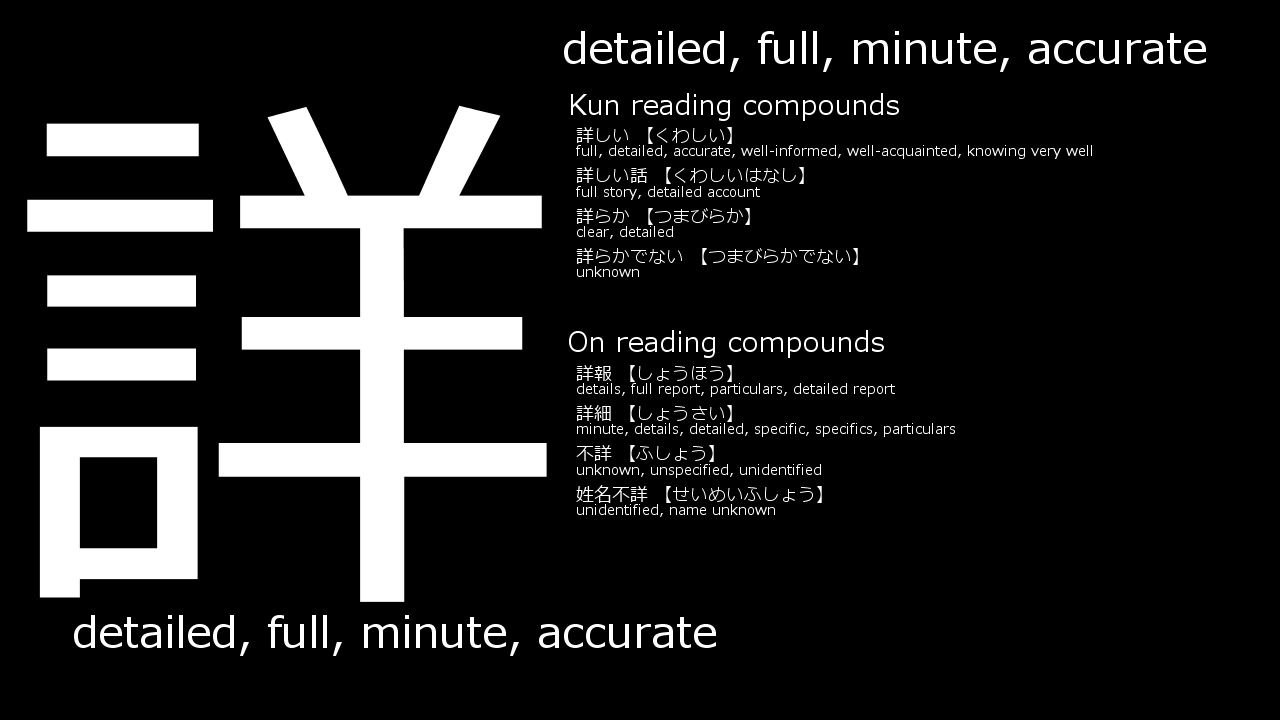 詳
detailed, full, minute, accurate
Kun reading compounds
詳しい 【くわしい】
full, detailed, accurate, well-informed, well-acquainted, knowing very well
詳しい話 【くわしいはなし】
full story, detailed account
詳らか 【つまびらか】
clear, detailed
詳らかでない 【つまびらかでない】
unknown
On reading compounds
詳報 【しょうほう】
details, full report, particulars, detailed report
詳細 【しょうさい】
minute, details, detailed, specific, specifics, particulars
不詳 【ふしょう】
unknown, unspecified, unidentified
姓名不詳 【せいめいふしょう】
unidentified, name unknown
detailed, full, minute, accurate